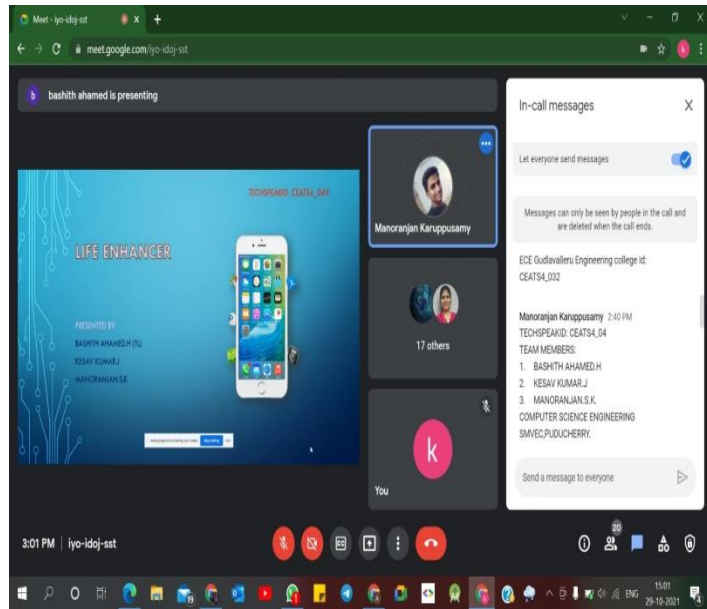 Meet - iyo-idoj-sst
meet.google.com/iyo-idoj-sst
k
b bashith ahamed is presenting
TECHSPEAKID: CEATS4_04
LIFE ENHANCER
PRESENTED BY
BASHITH AHAMED.H (TL)
KESAV KUMAR.J
MANORANJAN.S.K
Manoranjan Karuppusamy
17 others
k
You
In-call messages
Let everyone send messages
Messages can only be seen by people in the call and
are deleted when the call ends.
ECE Gudlavalleru Engineering college Id:
CEATS4_032
Manoranjan Karuppusamy 2:40 PM
TECHSPEAKID: CEATS4_04
TEAM MEMBERS:
1. BASHITH AHAMED.H
2. KESAV KUMAR.J
3. MANORANJAN.S.K,
COMPUTER SCIENCE ENGINEERING
SMVEC,PUDUCHERRY.
Send a message to everyone
3:01 PM | iyo-idoj-sst
20
ENG
15:01
29-10-2021